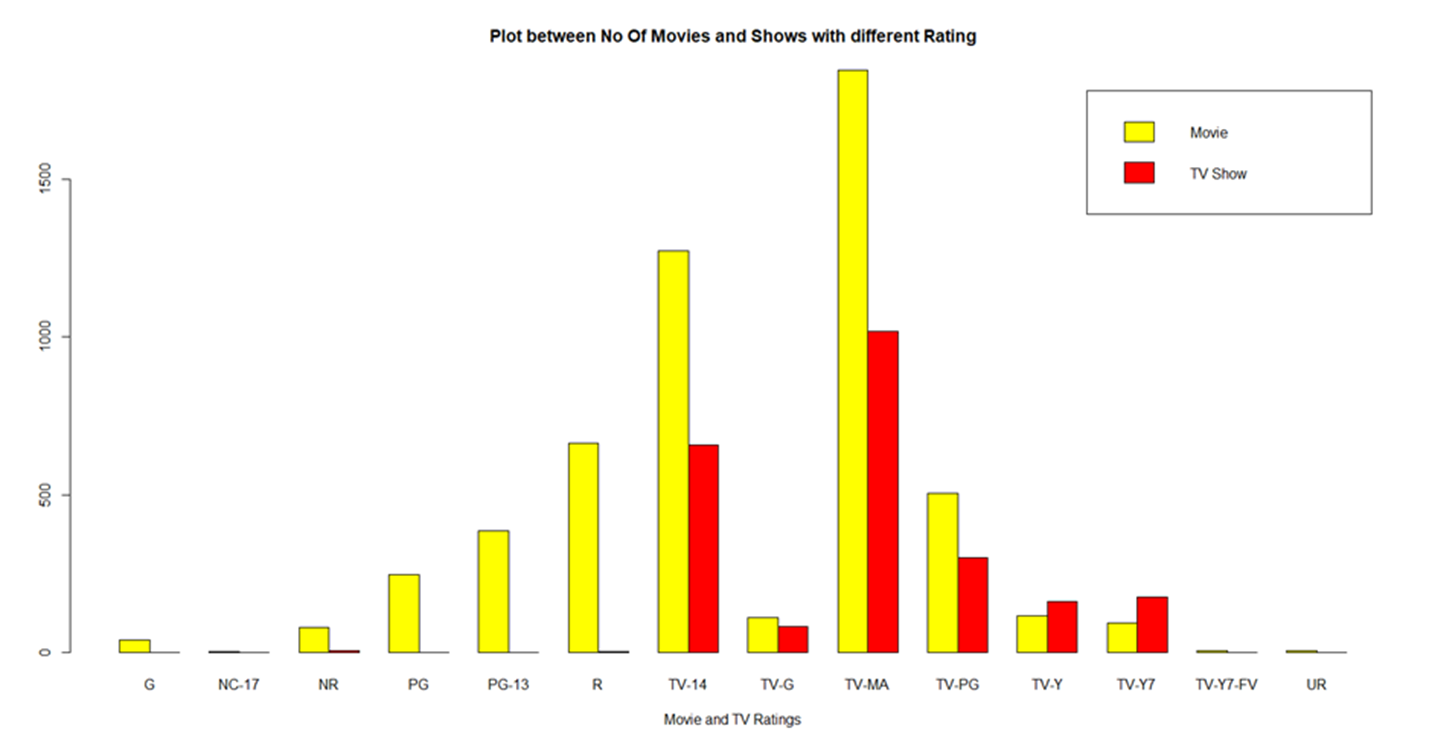 Plot between No Of Movies and Shows with different Rating
Movie
TV Show
1500
1000
500
0
G NC-17 NR PG PG-13 R TV-14 TV-G TV-MA TV-PG TV-Y TV-Y7 TV-Y7-FV UR
Movie and TV Ratings